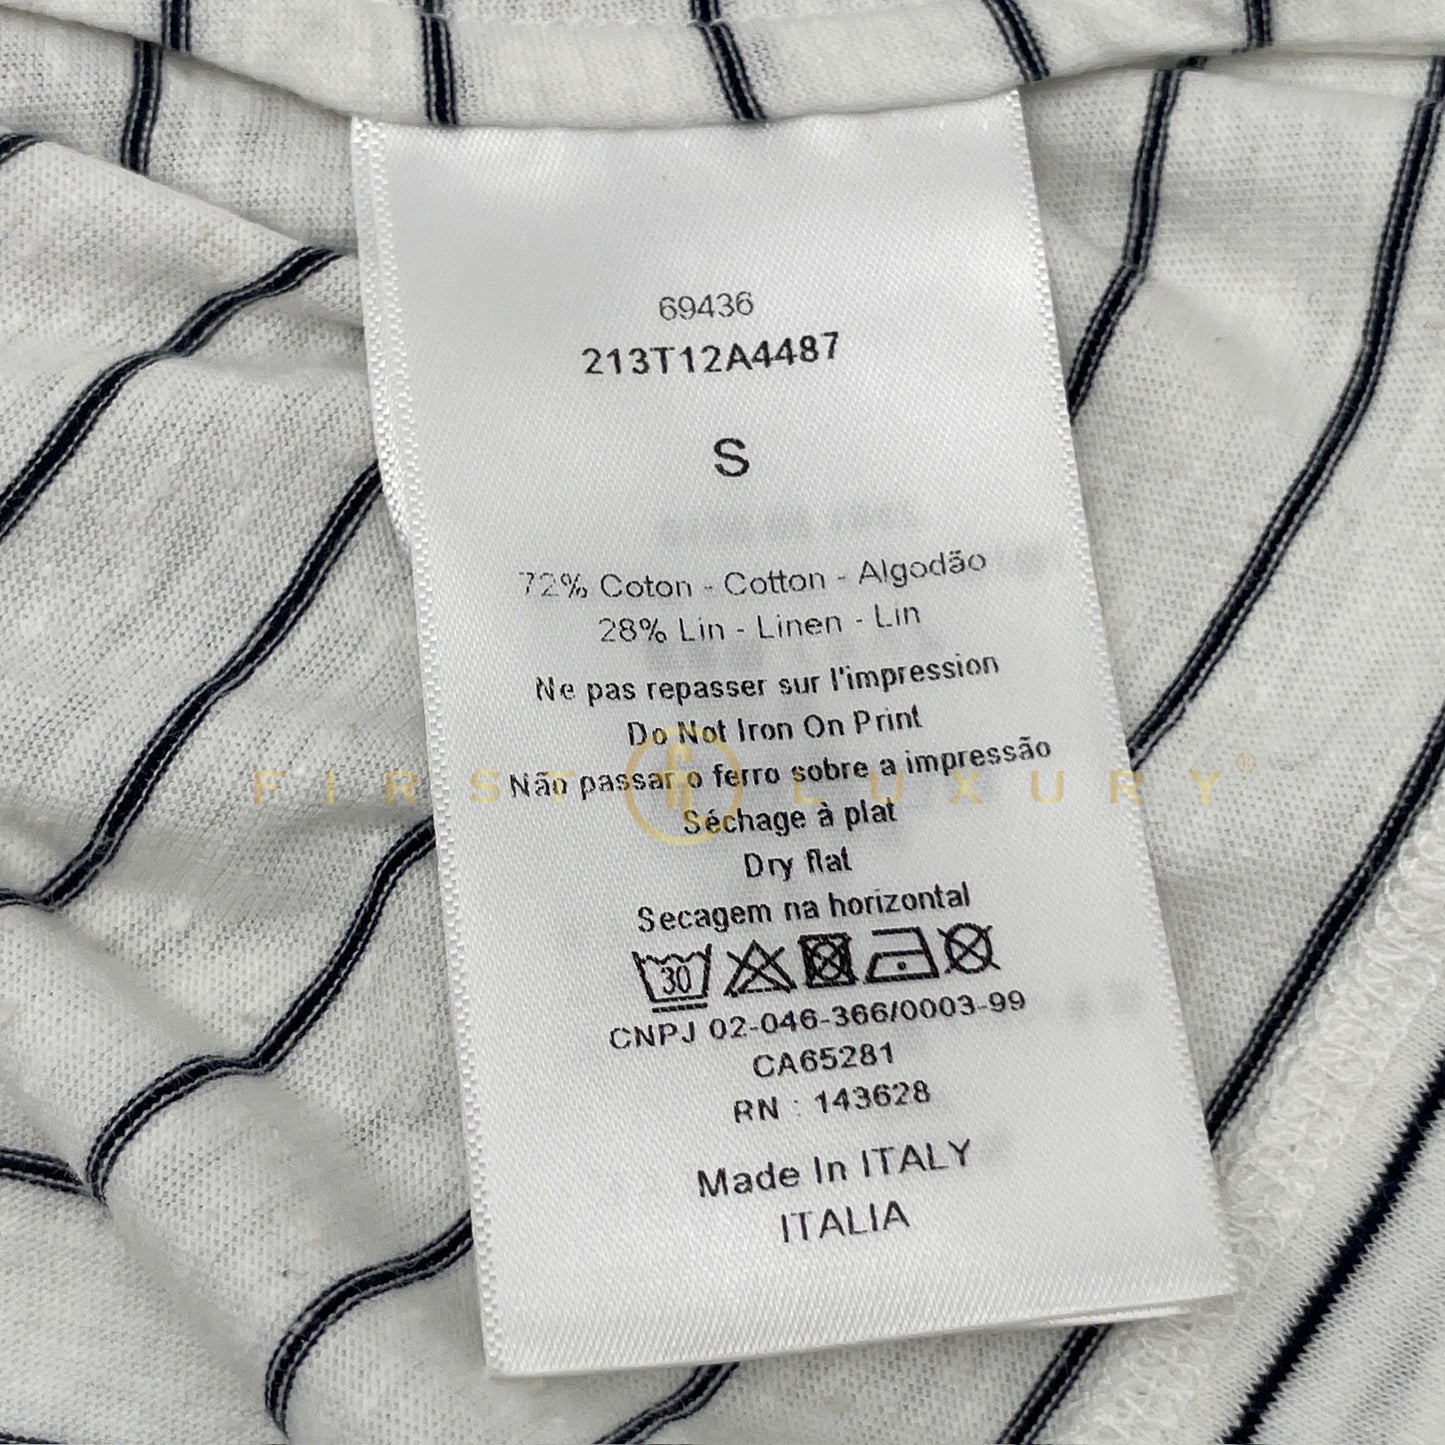 69436
213T12A4487
S
72% Coton - Cotton - Algodão
28% Lin - Linen - Lin
Ne pas repasser sur l'impression
Do Not Iron On Print
Não passar o ferro sobre a impressão
FIRST LUXURY®
Séchage à plat
Dry flat
Secagem na horizontal
30
CNPJ 02-046-366/0003-99
CA65281
RN : 143628
Made In ITALY
ITALIA